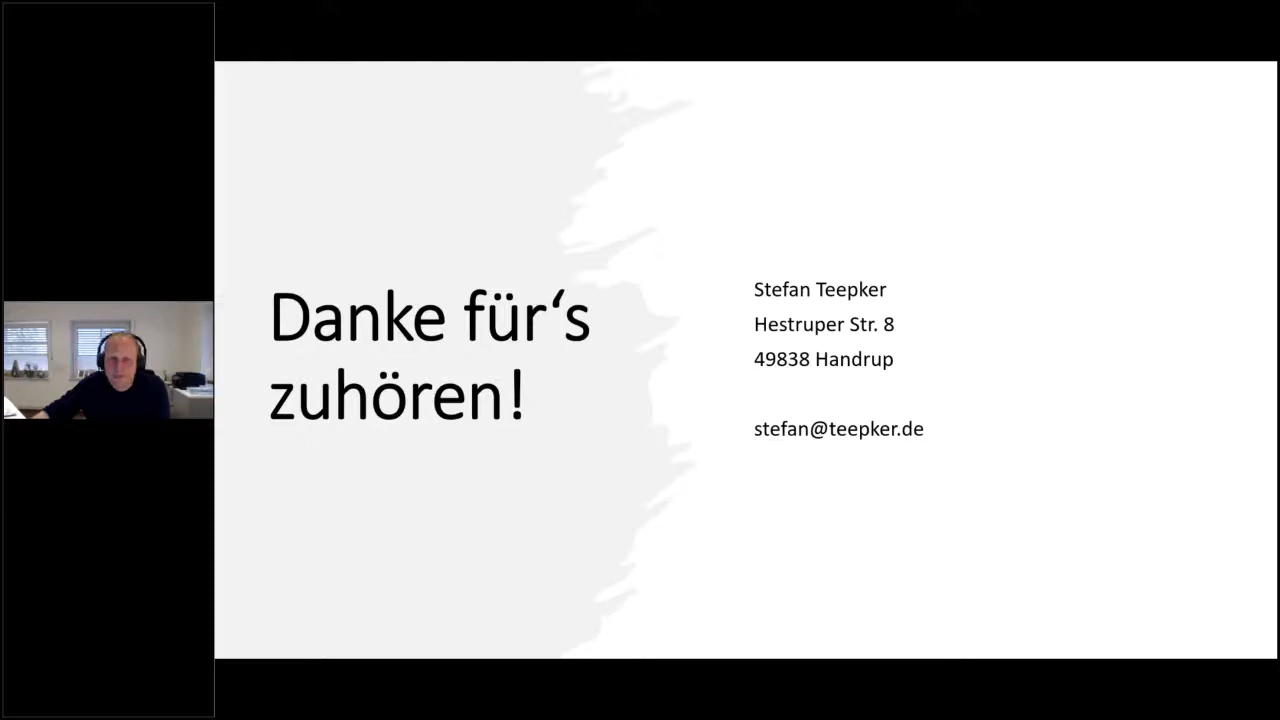 Danke für‘s
zuhören!
Stefan Teepker
Hestruper Str. 8
49838 Handrup
stefan@teepker.de